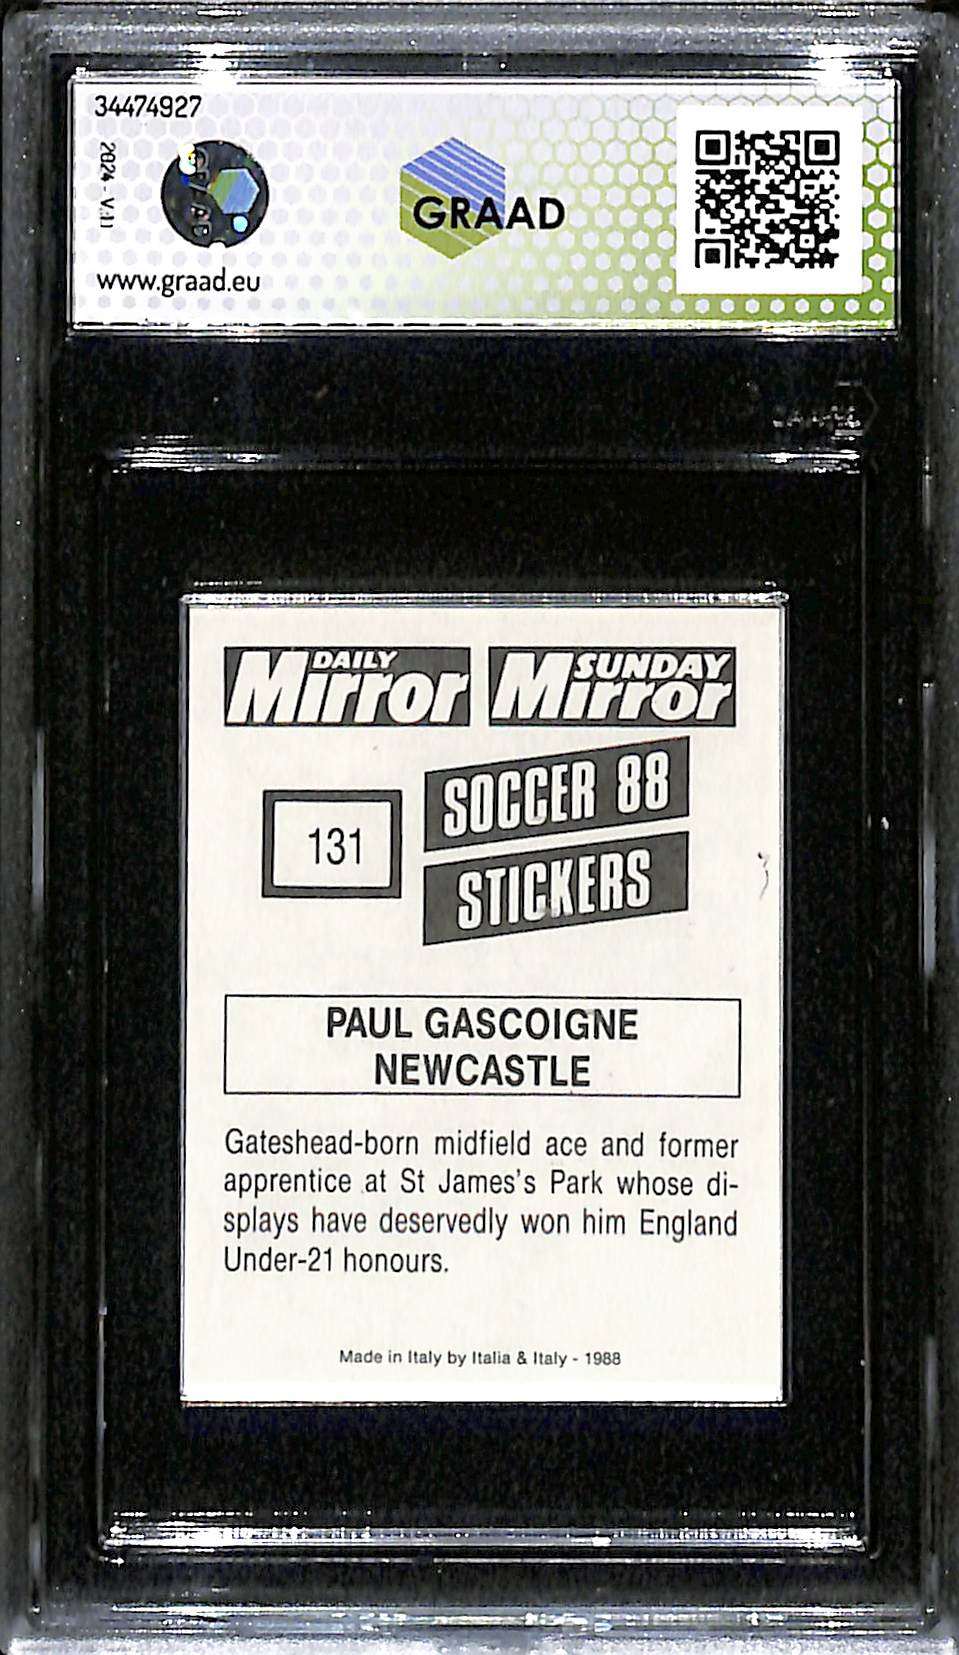 34474927
2024 - V.1.1
www.graad.eu
GRAAD
DAILY Mirror
SUNDAY Mirror
131
SOCCER 88
STICKERS
PAUL GASCOIGNE
NEWCASTLE
Gateshead-born midfield ace and former
apprentice at St James's Park whose di-
splays have deservedly won him England
Under-21 honours.
Made in Italy by Italia & Italy - 1988